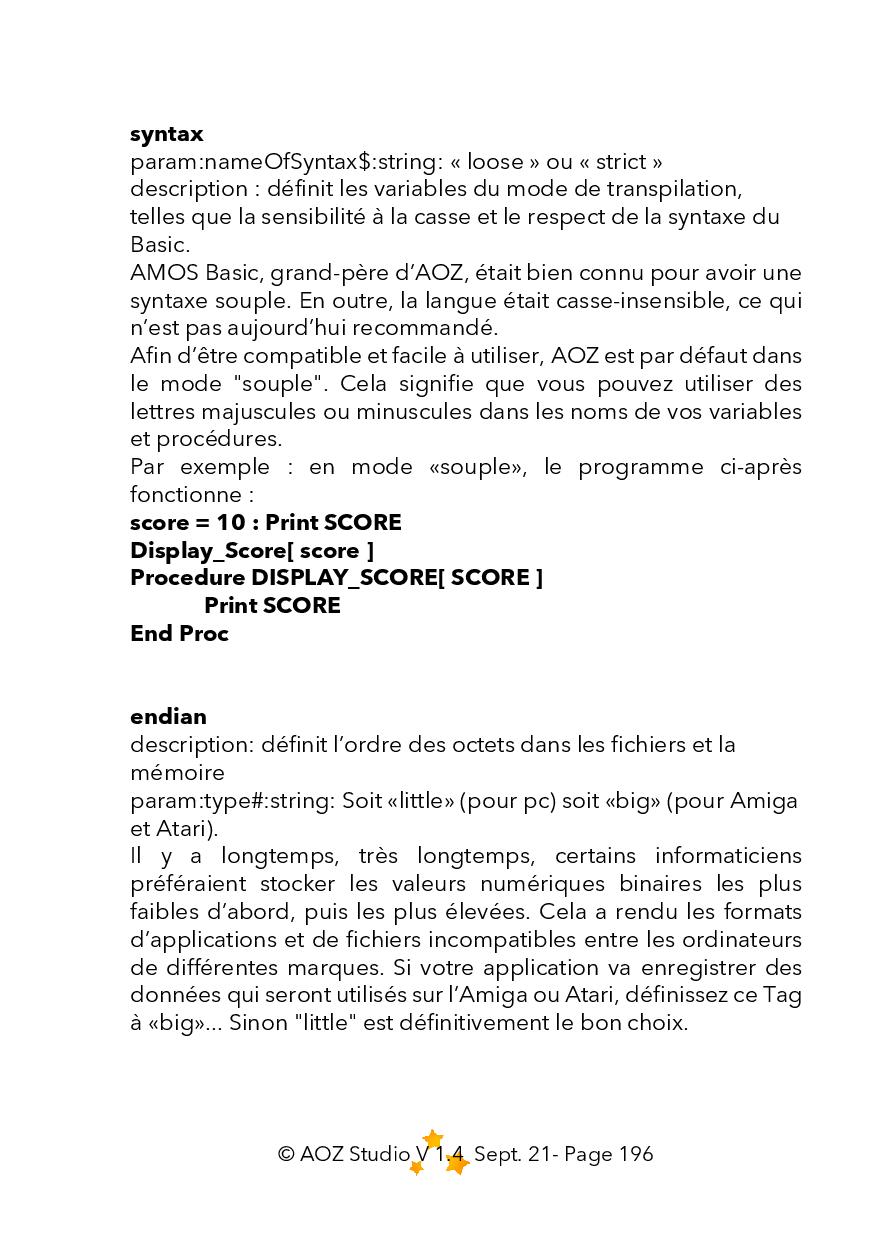 syntax
param:nameOfSyntax$:string: « loose » ou « strict »
description : définit les variables du mode de transpilation,
telles que la sensibilité à la casse et le respect de la syntaxe du
Basic.
AMOS Basic, grand-père d’AOZ, était bien connu pour avoir une
syntaxe souple. En outre, la langue était casse-insensible, ce qui
n’est pas aujourd’hui recommandé.
Afin d’être compatible et facile à utiliser, AOZ est par défaut dans
le mode "souple". Cela signifie que vous pouvez utiliser des
lettres majuscules ou minuscules dans les noms de vos variables
et procédures.
Par exemple : en mode «souple», le programme ci-après
fonctionne :
score = 10 : Print SCORE
Display_Score[ score ]
Procedure DISPLAY_SCORE[ SCORE ]
Print SCORE
End Proc
endian
description: définit l’ordre des octets dans les fichiers et la
mémoire
param:type#:string: Soit «little» (pour pc) soit «big» (pour Amiga
et Atari).
Il y a longtemps, très longtemps, certains informaticiens
préféraient stocker les valeurs numériques binaires les plus
faibles d’abord, puis les plus élevées. Cela a rendu les formats
d’applications et de fichiers incompatibles entre les ordinateurs
de différentes marques. Si votre application va enregistrer des
données qui seront utilisés sur l’Amiga ou Atari, définissez ce Tag
à «big»... Sinon "little" est définitivement le bon choix.
© AOZ Studio V 1.4 Sept. 21- Page 196